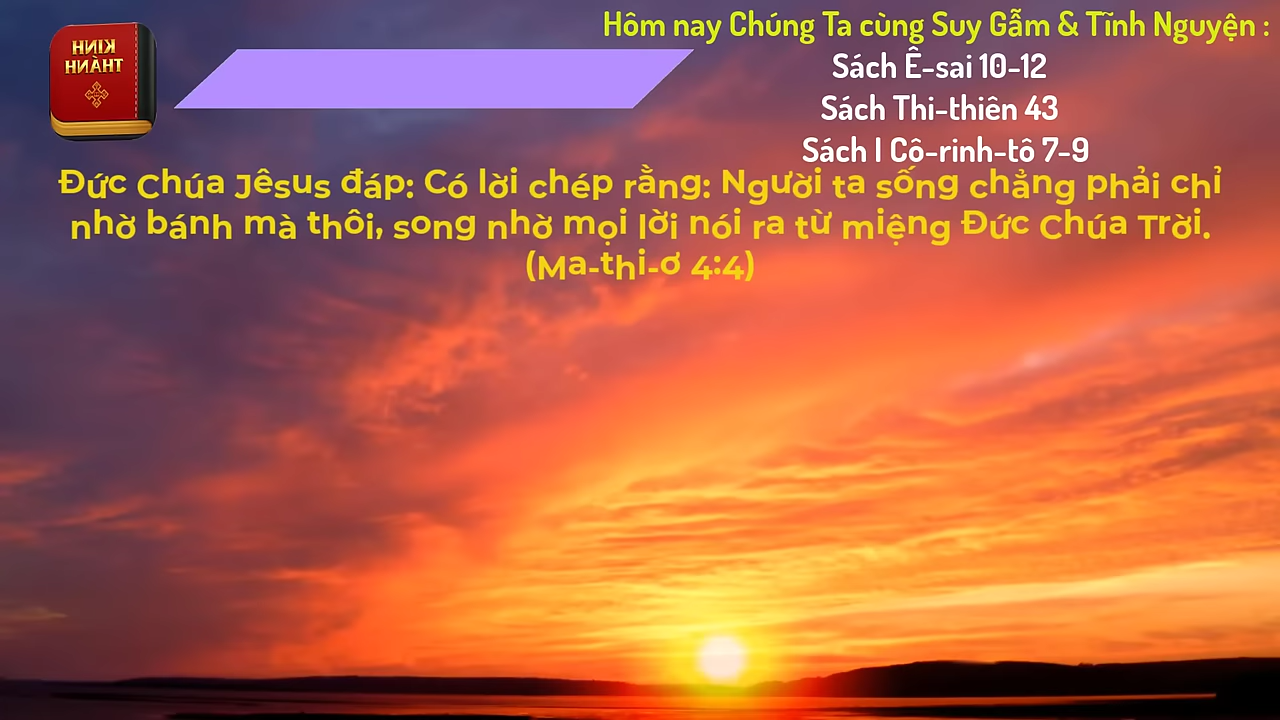 KINH
THÁNH
Hôm nay Chúng Ta cùng Suy Gẫm & Tĩnh Nguyện :
Sách Ê-sai 10-12
Sách Thi-thiên 43
Sách I Cô-rinh-tô 7-9
Đức Chúa Jêsus đáp: Có lời chép rằng: Người ta sống chẳng phải chỉ
nhờ bánh mà thôi, song nhờ mọi lời nói ra từ miệng Đức Chúa Trời.
(Ma-thi-ơ 4:4)